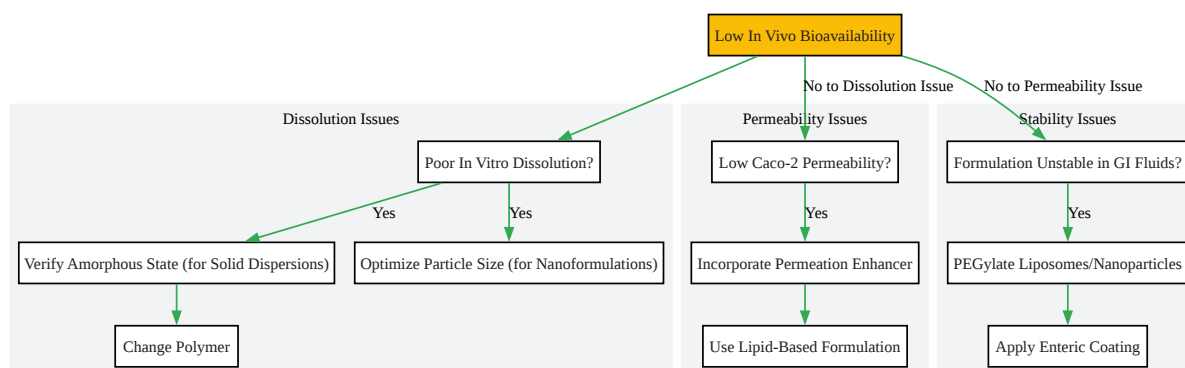 Low In Vivo Bioavailability
No to Dissolution Issue
No to Permeability Issue
Dissolution Issues
Permeability Issues
Stability Issues
Poor In Vitro Dissolution?
Low Caco-2 Permeability?
Formulation Unstable in GI Fluids?
Yes
Yes
Yes
Yes
Verify Amorphous State (for Solid Dispersions)
Optimize Particle Size (for Nanoformulations)
Incorporate Permeation Enhancer
PEGylate Liposomes/Nanoparticles
Change Polymer
Use Lipid-Based Formulation
Apply Enteric Coating